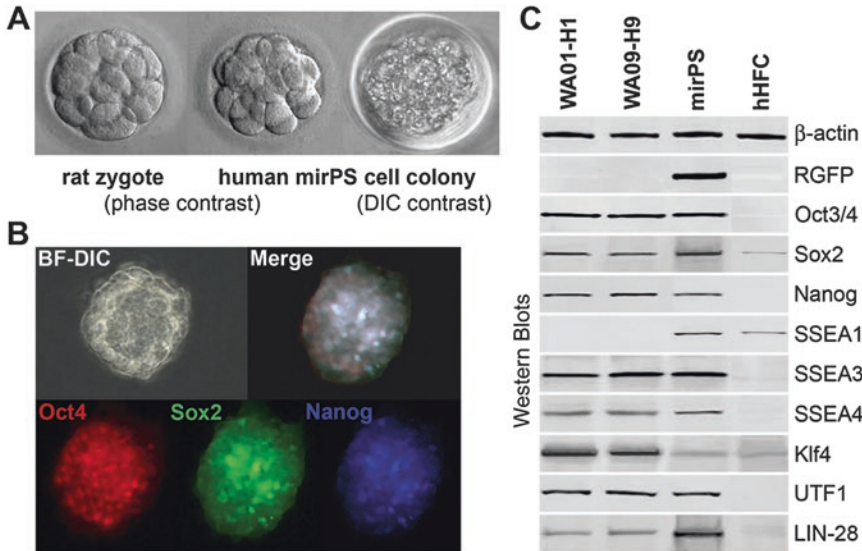 A
rat zygote
(phase contrast)
human mirPS cell colony
(DIC contrast)
B
BF-DIC
Merge
Oct4
Sox2
Nanog
C
WA01-H1
WA09-H9
mirPS
hHFC
Western Blots
β-actin
RGFP
Oct3/4
Sox2
Nanog
SSEA1
SSEA3
SSEA4
Klf4
UTF1
LIN-28